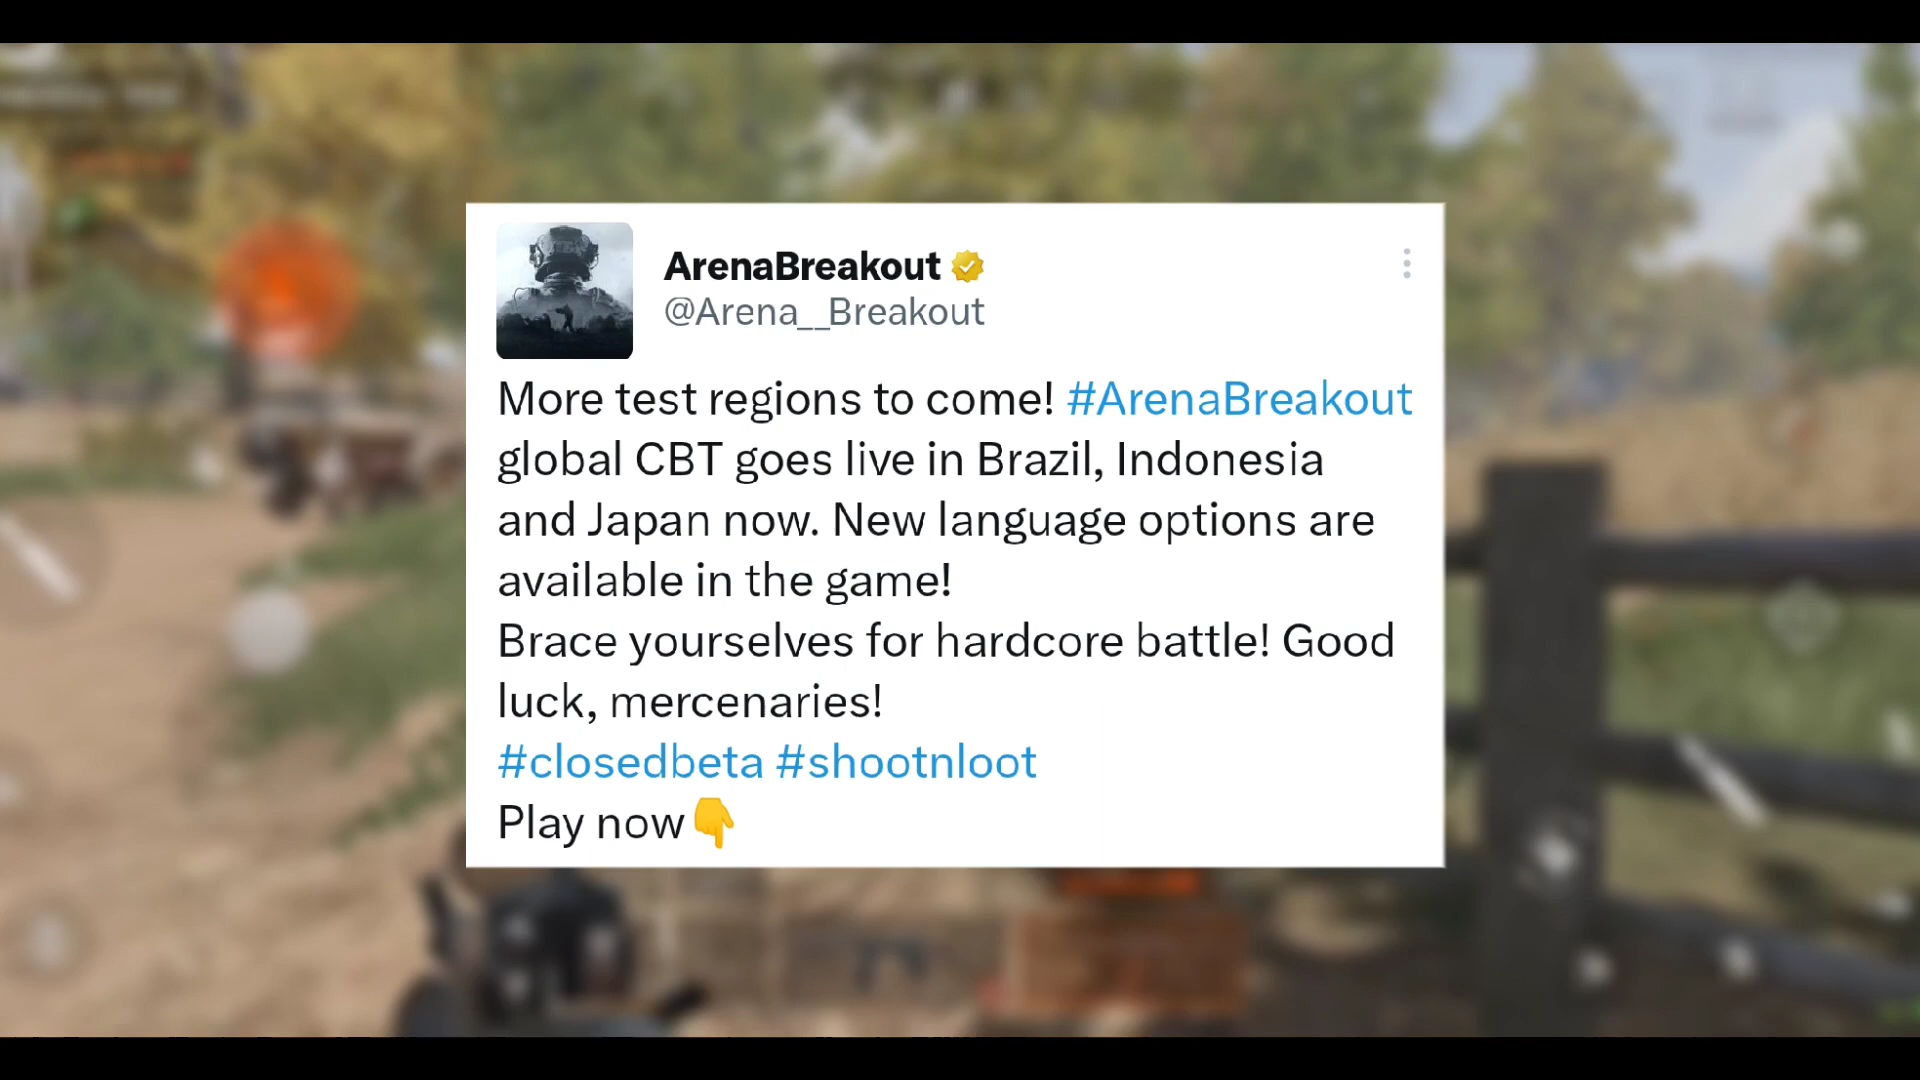 ArenaBreakout
@Arena__Breakout
More test regions to come! #ArenaBreakout
global CBT goes live in Brazil, Indonesia
and Japan now. New language options are
available in the game!
Brace yourselves for hardcore battle! Good
luck, mercenaries!
#closedbeta #shootnloot
Play now👇